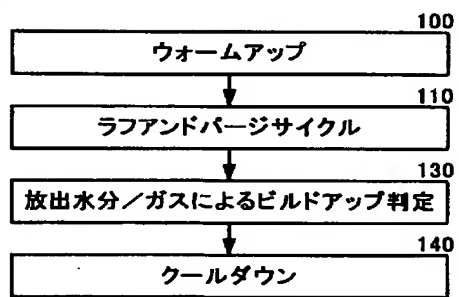 100
ウォームアップ
110
ラフアンドパージサイクル
130
放出水分／ガスによるビルドアップ判定
140
クールダウン